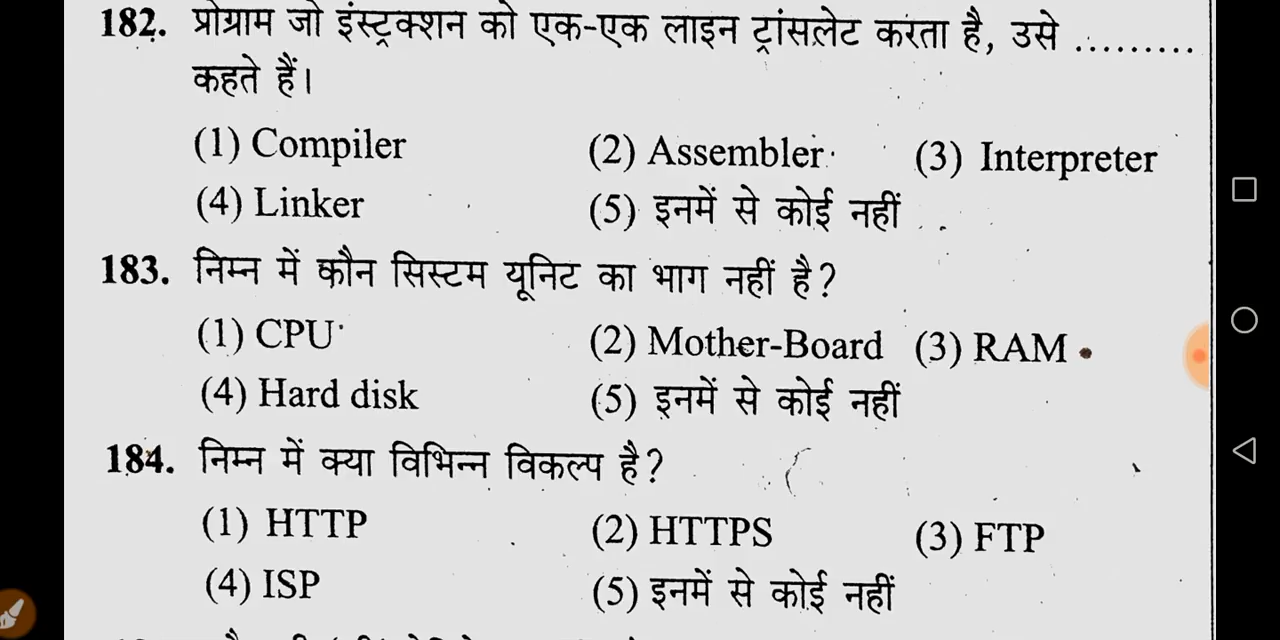 182. प्रोग्राम जो इंस्ट्रक्शन को एक-एक लाइन ट्रांसलेट करता है, उसे .........
कहते हैं।
(1) Compiler (2) Assembler (3) Interpreter
(4) Linker (5) इनमें से कोई नहीं
183. निम्न में कौन सिस्टम यूनिट का भाग नहीं है?
(1) CPU (2) Mother-Board (3) RAM
(4) Hard disk (5) इनमें से कोई नहीं
184. निम्न में क्या विभिन्न विकल्प है?
(1) HTTP (2) HTTPS (3) FTP
(4) ISP (5) इनमें से कोई नहीं